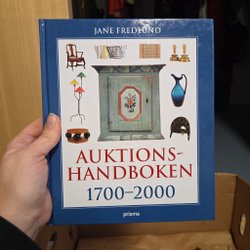 JANE FREDLUND
AUKTIONS-
HANDBOKEN
1700–2000
prisma